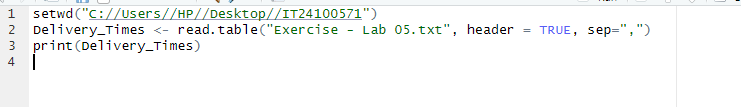 1 setwd("C://Users//HP//Desktop//IT24100571")
2 Delivery_Times <- read.table("Exercise - Lab 05.txt", header = TRUE, sep=",")
3 print(Delivery_Times)
4